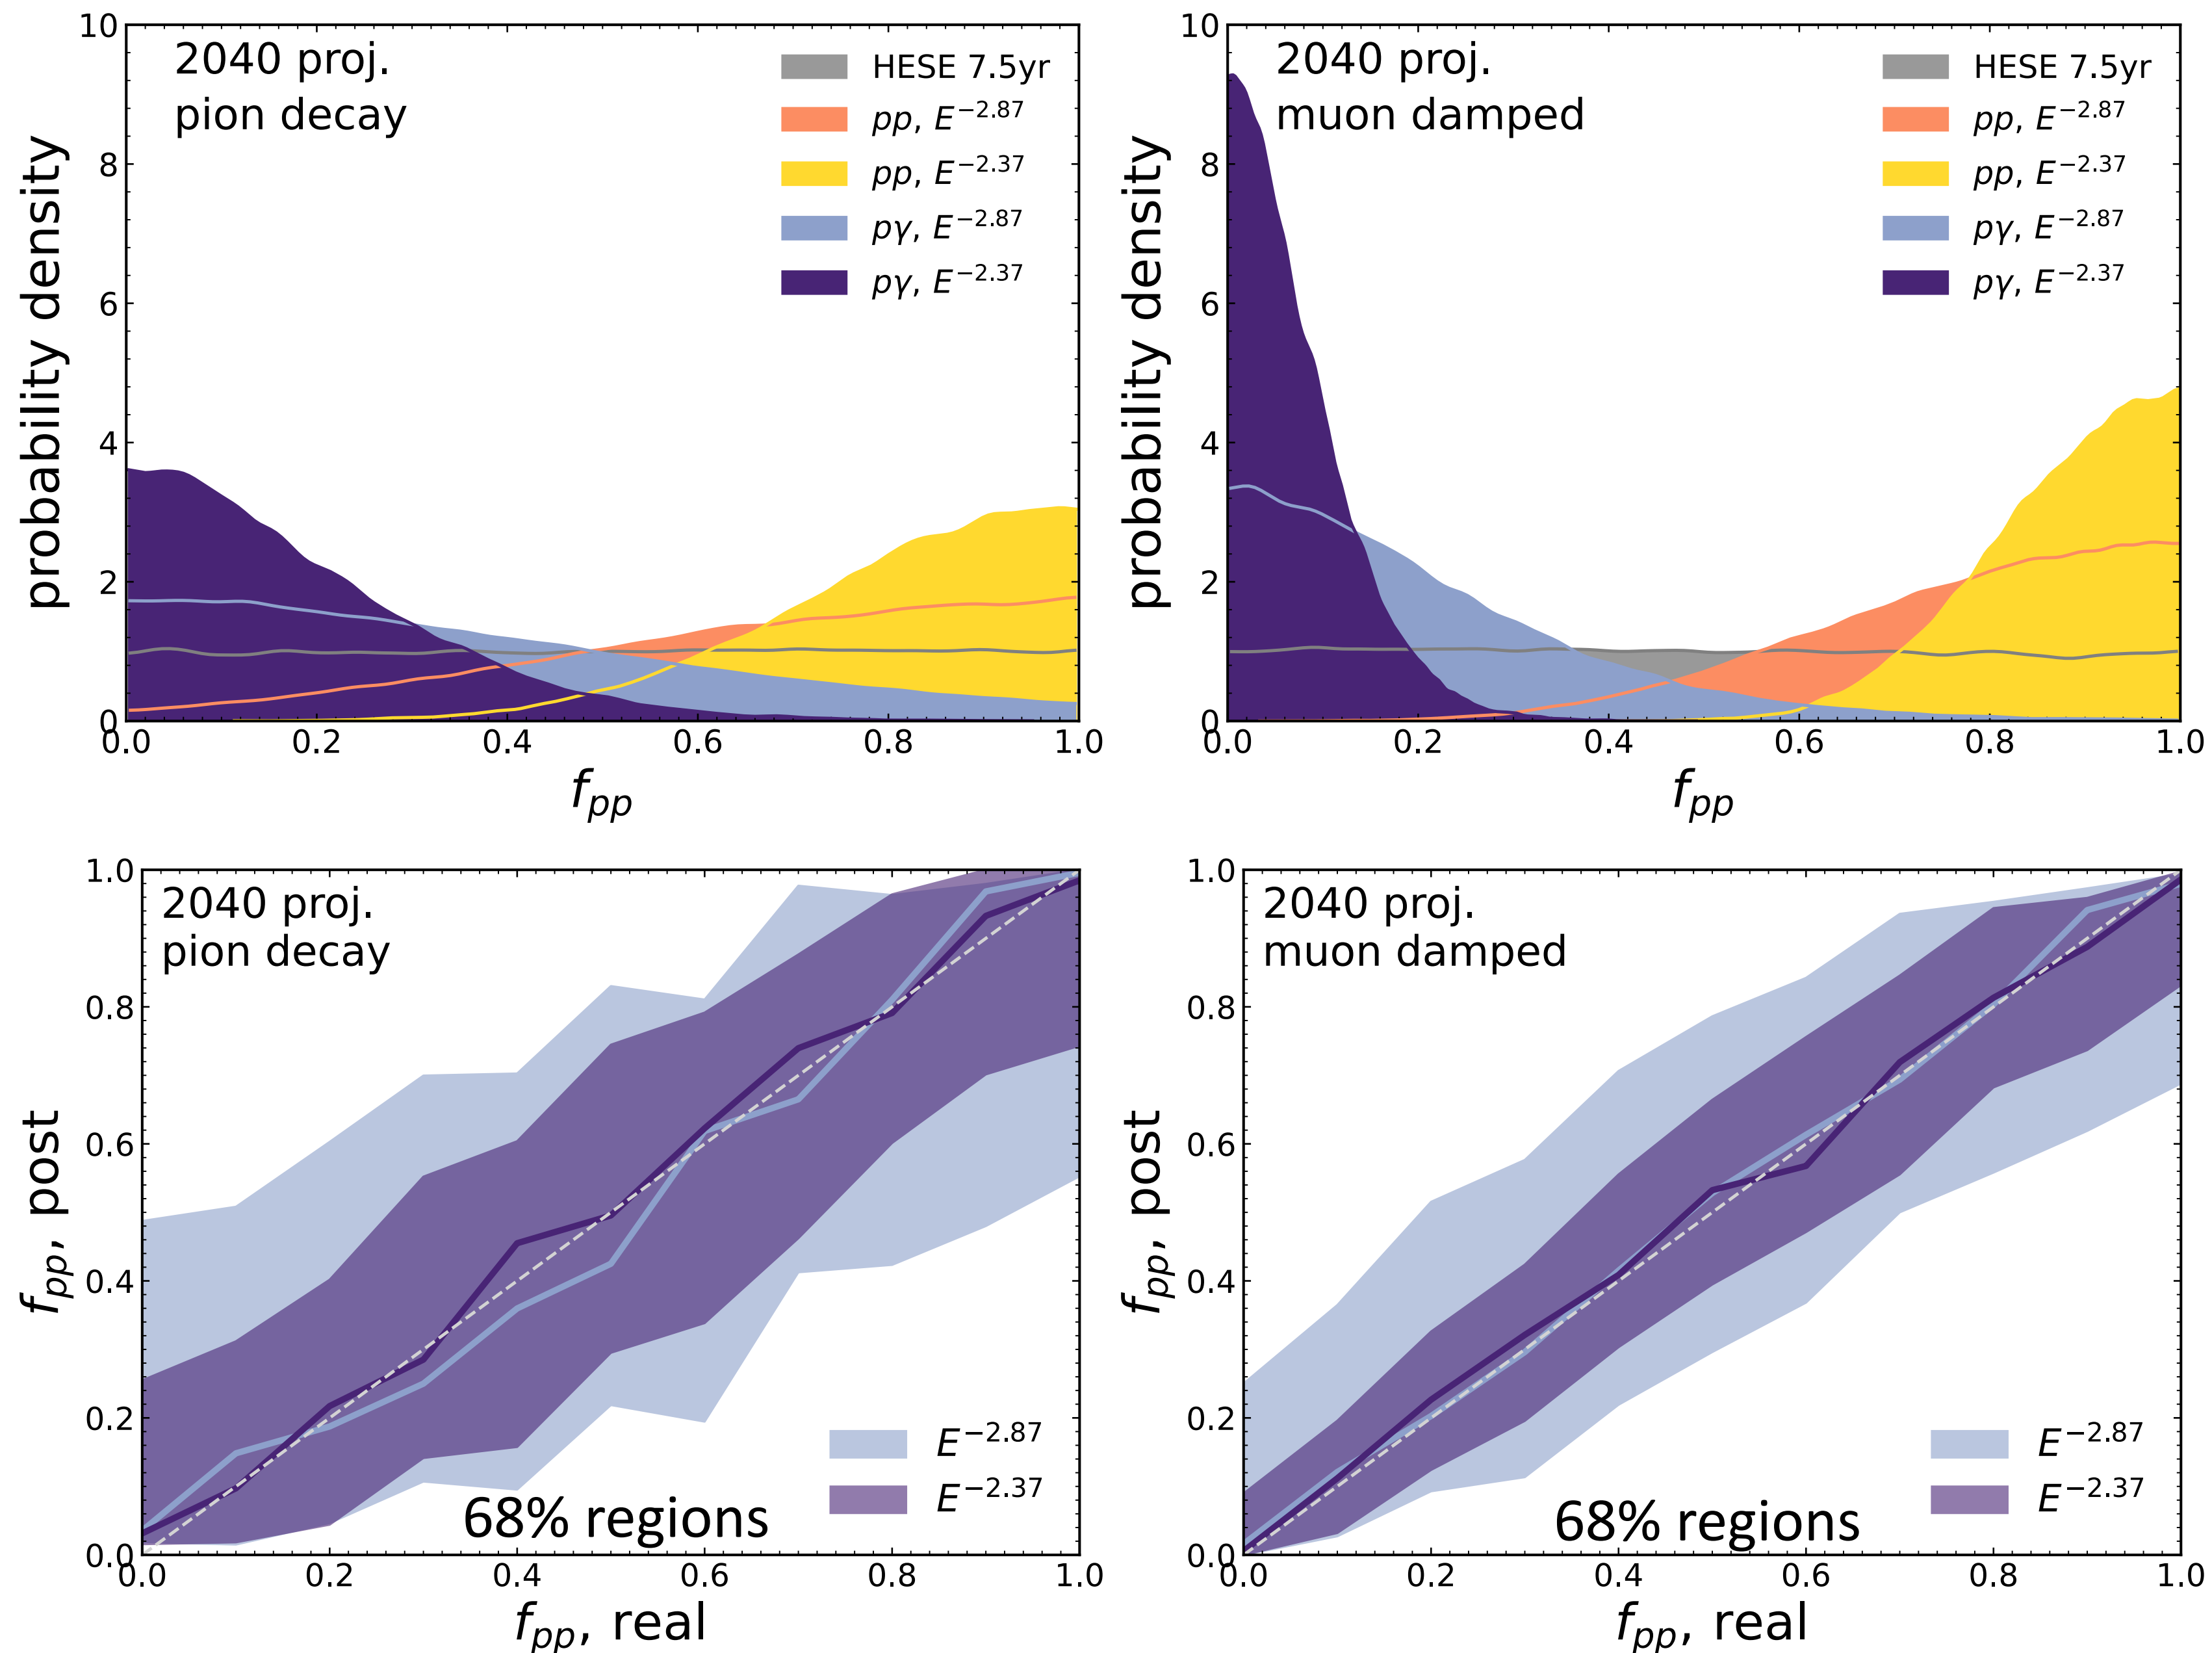 2040 proj.
pion decay
HESE 7.5yr
pp, E^−2.87
pp, E^−2.37
pγ, E^−2.87
pγ, E^−2.37
probability density
10
8
6
4
2
0
0.0 0.2 0.4 0.6 0.8 1.0
f_pp
2040 proj.
muon damped
HESE 7.5yr
pp, E^−2.87
pp, E^−2.37
pγ, E^−2.87
pγ, E^−2.37
probability density
10
8
6
4
2
0
0.0 0.2 0.4 0.6 0.8 1.0
f_pp
2040 proj.
pion decay
f_pp, post
1.0
0.8
0.6
0.4
0.2
0.0
E^−2.87
E^−2.37
68% regions
0.0 0.2 0.4 0.6 0.8 1.0
f_pp, real
2040 proj.
muon damped
f_pp, post
1.0
0.8
0.6
0.4
0.2
0.0
E^−2.87
E^−2.37
68% regions
0.0 0.2 0.4 0.6 0.8 1.0
f_pp, real